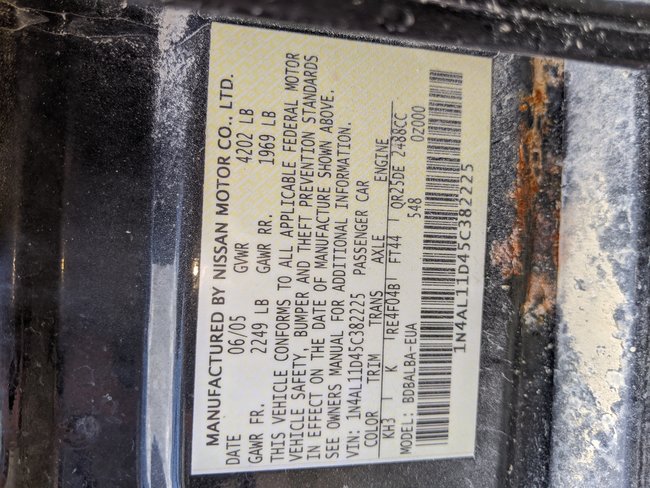 MANUFACTURED BY NISSAN MOTOR CO., LTD.
DATE 06/05 GVWR 4202 LB
GAWR FR. 2249 LB GAWR RR. 1969 LB
THIS VEHICLE CONFORMS TO ALL APPLICABLE FEDERAL MOTOR
VEHICLE SAFETY, BUMPER AND THEFT PREVENTION STANDARDS
IN EFFECT ON THE DATE OF MANUFACTURE SHOWN ABOVE.
SEE OWNERS MANUAL FOR ADDITIONAL INFORMATION.
VIN: 1N4AL11D45C382225 PASSENGER CAR
COLOR TRIM TRANS AXLE ENGINE
KH3 | K | RE4F04B | FT44 | QR25DE 2488CC
MODEL: BDBALBA-EUA 548 0Z000
1N4AL11D45C382225